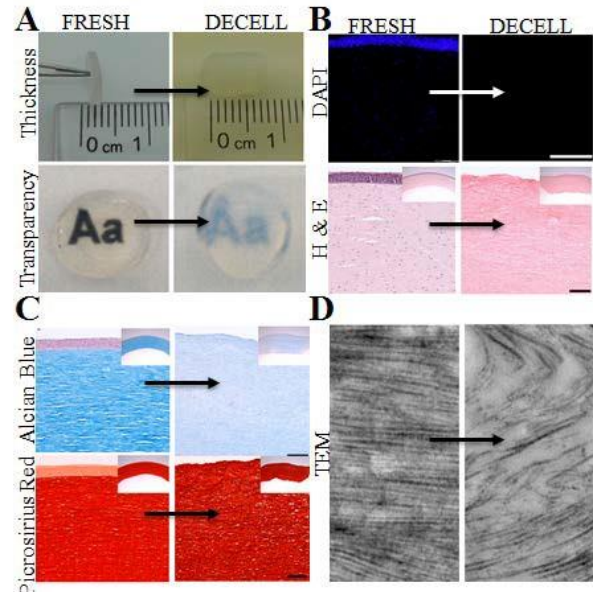 A
FRESH
DECELL
Thickness
0 cm 1
0 cm 1
Transparency
Aa
Aa
B
FRESH
DECELL
DAPI
H & E
C
Alcian Blue
Picrosirius Red
D
TEM